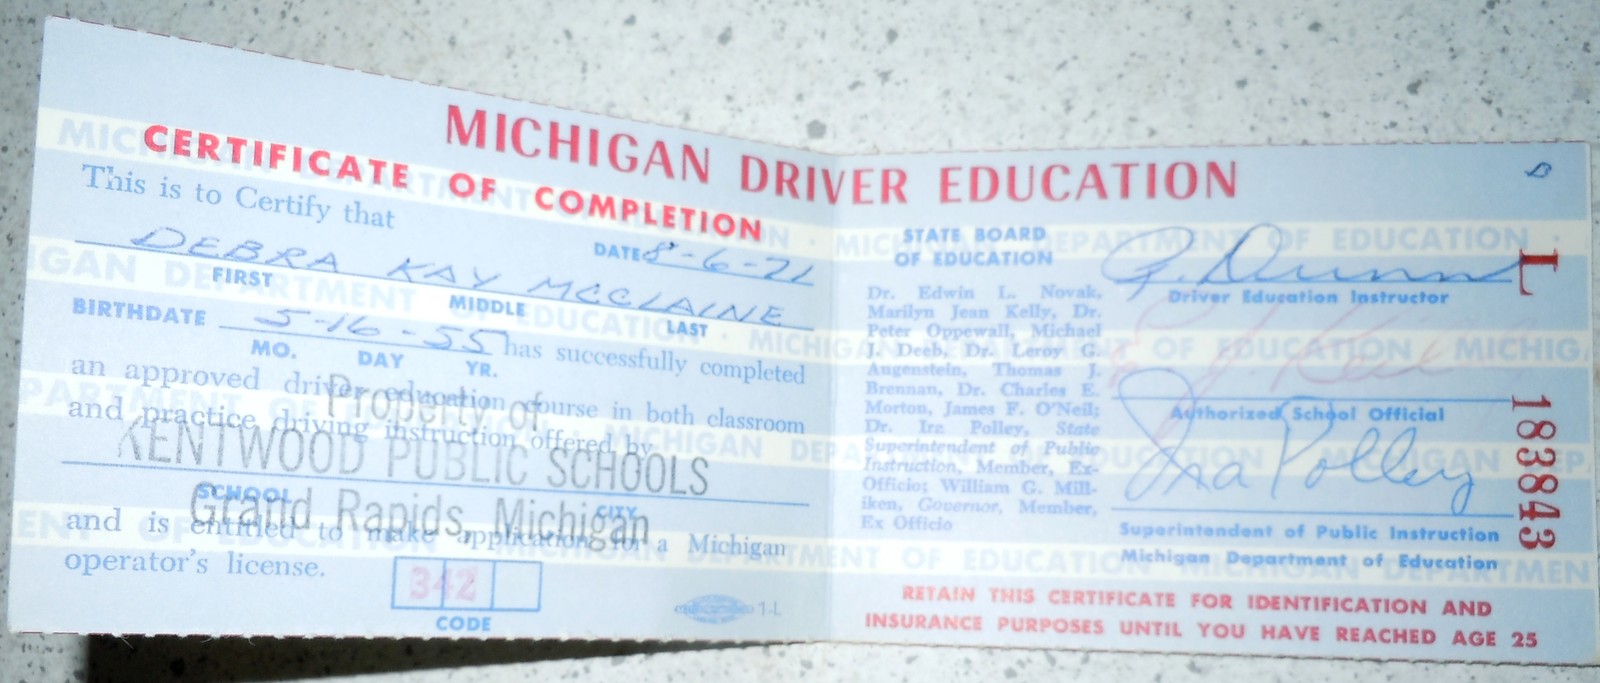 MICHIGAN DRIVER EDUCATION
CERTIFICATE OF COMPLETION
This is to Certify that
DATE 8-6-71
DEBRA KAY MCCLAINE
FIRST MIDDLE LAST
BIRTHDATE 5-16-55 has successfully completed
MO. DAY YR.
an approved driver education course in both classroom
and practice driving instruction offered by
Property of
KENTWOOD PUBLIC SCHOOLS
Grand Rapids, Michigan
SCHOOL CITY
and is entitled to make application for a Michigan
operator's license.
342
CODE
1-L
STATE BOARD
OF EDUCATION
Dr. Edwin L. Novak,
Marilyn Jean Kelly, Dr.
Peter Oppewall, Michael
J. Deeb, Dr. Leroy G.
Augenstein, Thomas J.
Brennan, Dr. Charles E.
Morton, James F. O'Neil;
Dr. Ira Polley, State
Superintendent of Public
Instruction, Member, Ex-
Officio; William G. Milli-
ken, Governor, Member,
Ex Officio
B
Driver Education Instructor
Authorized School Official
Ira Polley
Superintendent of Public Instruction
Michigan Department of Education
L 183843
RETAIN THIS CERTIFICATE FOR IDENTIFICATION AND
INSURANCE PURPOSES UNTIL YOU HAVE REACHED AGE 25